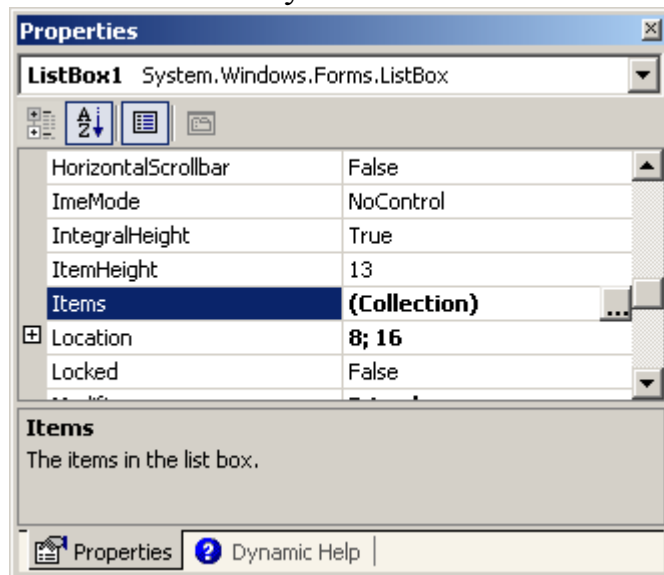 Properties
ListBox1 System.Windows.Forms.ListBox
HorizontalScrollbar False
ImeMode NoControl
IntegralHeight True
ItemHeight 13
Items (Collection) ...
Location 8; 16
Locked False
Items
The items in the list box.
Properties Dynamic Help